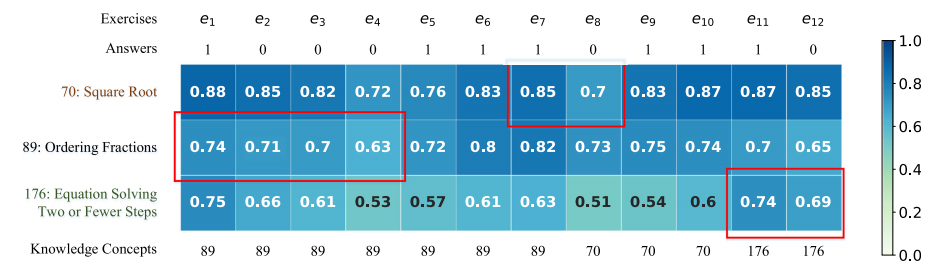 Exercises e1 e2 e3 e4 e5 e6 e7 e8 e9 e10 e11 e12
Answers 1 0 0 0 1 1 1 0 1 1 1 0
70: Square Root 0.88 0.85 0.82 0.72 0.76 0.83 0.85 0.7 0.83 0.87 0.87 0.85
89: Ordering Fractions 0.74 0.71 0.7 0.63 0.72 0.8 0.82 0.73 0.75 0.74 0.7 0.65
176: Equation Solving
Two or Fewer Steps 0.75 0.66 0.61 0.53 0.57 0.61 0.63 0.51 0.54 0.6 0.74 0.69
Knowledge Concepts 89 89 89 89 89 89 89 70 70 70 176 176
1.0
0.8
0.6
0.4
0.2
0.0